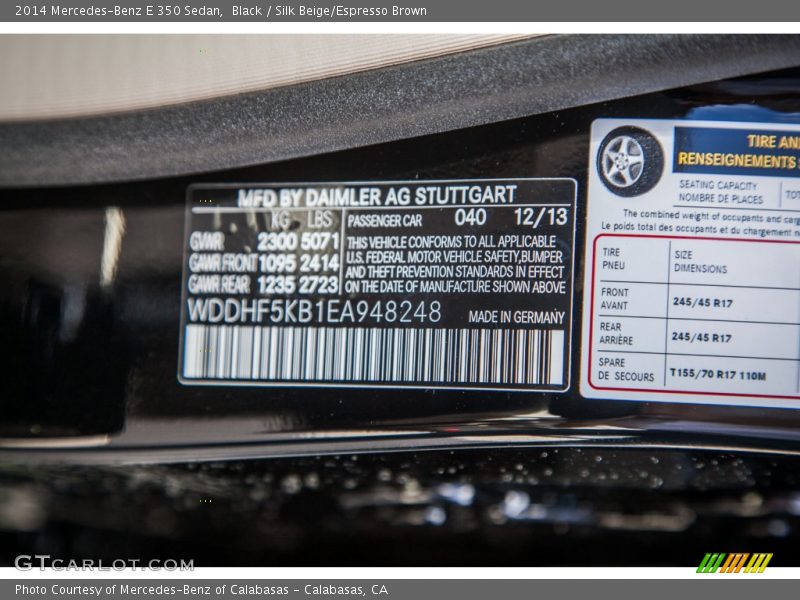 2014 Mercedes-Benz E 350 Sedan, Black / Silk Beige/Espresso Brown
MFD BY DAIMLER AG STUTTGART
KG LBS
GVWR 2300 5071
GAWR FRONT 1095 2414
GAWR REAR 1235 2723
PASSENGER CAR 040 12/13
THIS VEHICLE CONFORMS TO ALL APPLICABLE
U.S. FEDERAL MOTOR VEHICLE SAFETY,BUMPER
AND THEFT PREVENTION STANDARDS IN EFFECT
ON THE DATE OF MANUFACTURE SHOWN ABOVE
WDDHF5KB1EA948248 MADE IN GERMANY
TIRE AN
RENSEIGNEMENTS
SEATING CAPACITY
NOMBRE DE PLACES
TOT
The combined weight of occupants and carg
Le poids total des occupants et du chargement n
TIRE SIZE
PNEU DIMENSIONS
FRONT
AVANT 245/45 R17
REAR
ARRIÈRE 245/45 R17
SPARE
DE SECOURS T155/70 R17 110M
GTCARLOT.COM
Photo Courtesy of Mercedes-Benz of Calabasas - Calabasas, CA